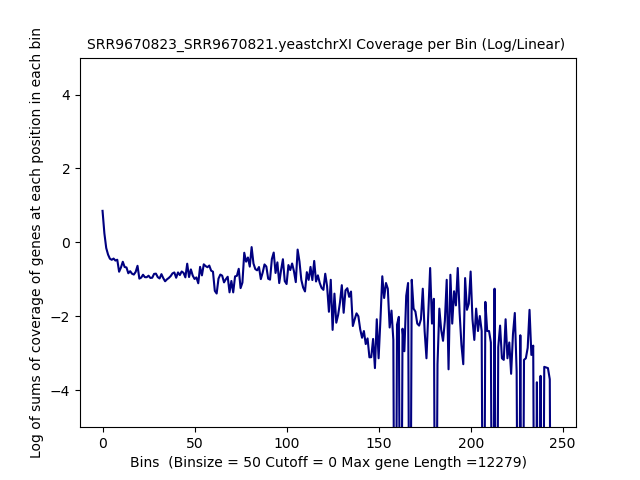 SRR9670823_SRR9670821.yeastchrXI Coverage per Bin (Log/Linear)
Log of sums of coverage of genes at each position in each bin
4
2
0
−2
−4
0 50 100 150 200 250
Bins  (Binsize = 50 Cutoff = 0 Max gene Length =12279)